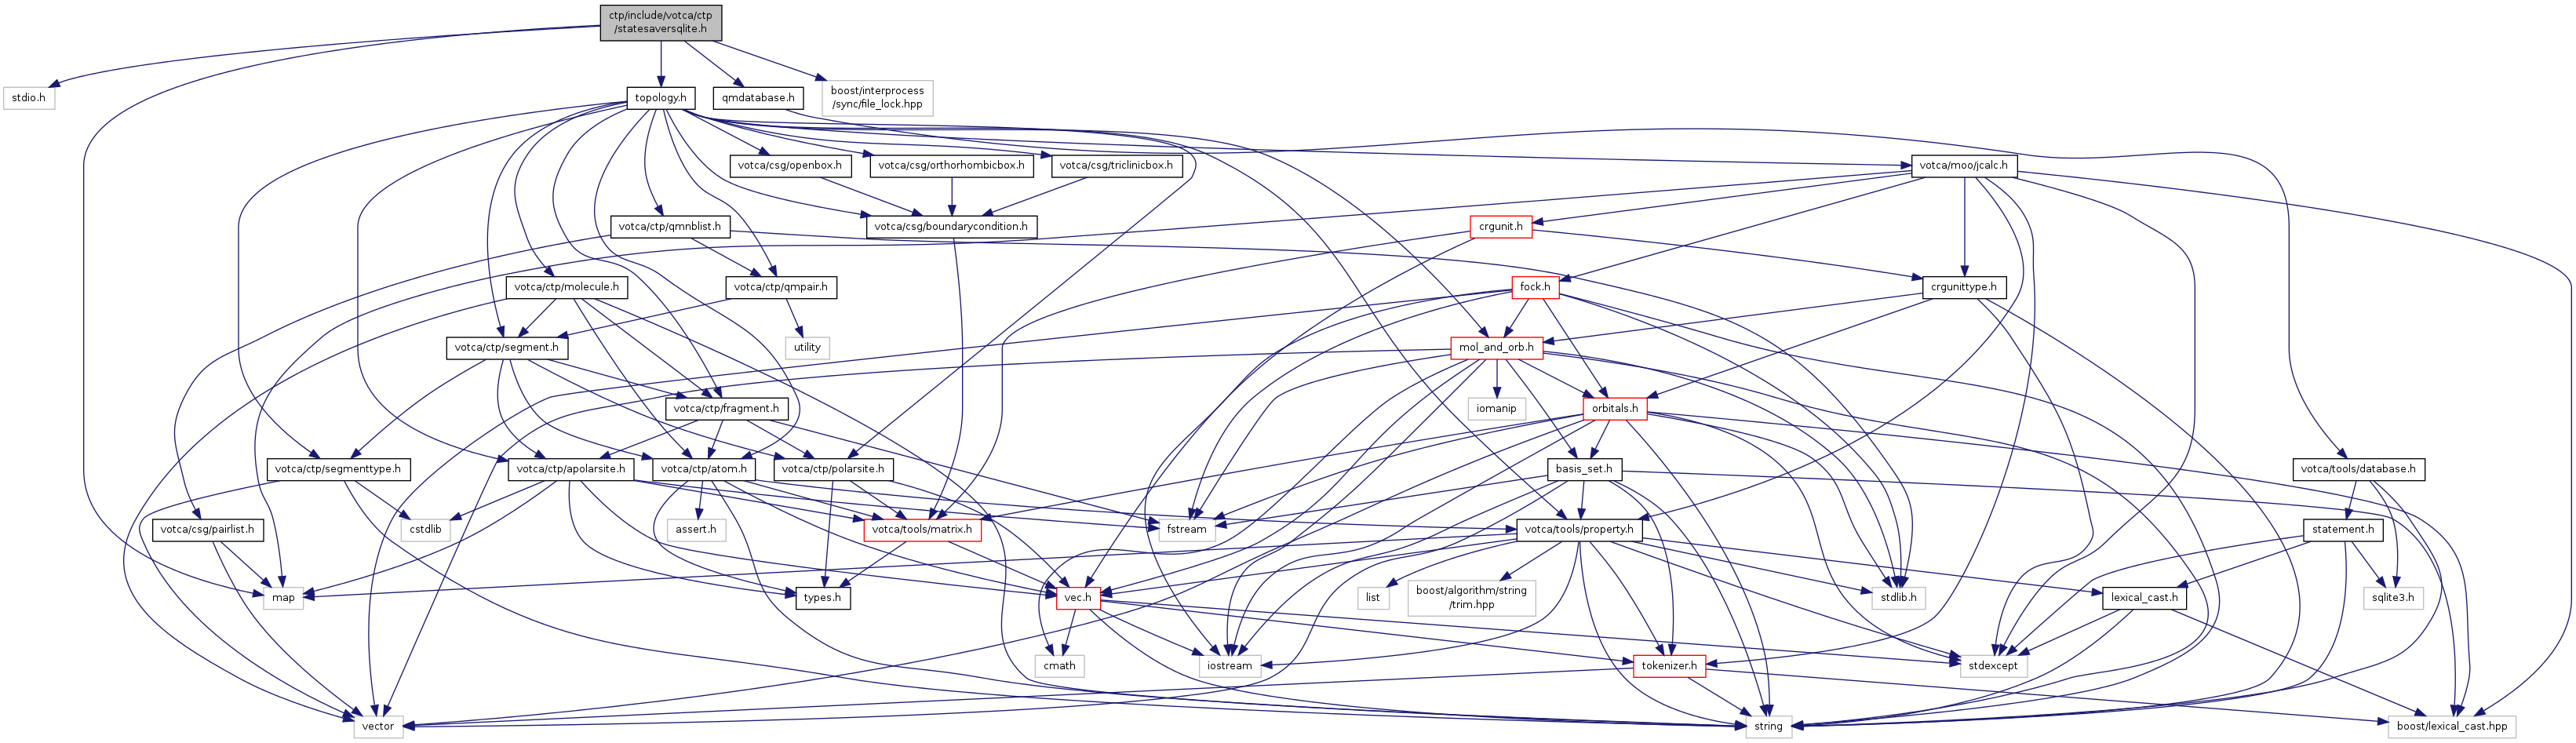 ctp/include/votca/ctp
/statesaversqlite.h
stdio.h
topology.h
qmdatabase.h
boost/interprocess
/sync/file_lock.hpp
votca/csg/openbox.h
votca/csg/orthorhombicbox.h
votca/csg/triclinicbox.h
votca/moo/jcalc.h
votca/ctp/qmnblist.h
votca/csg/boundarycondition.h
crgunit.h
votca/ctp/molecule.h
votca/ctp/qmpair.h
fock.h
crgunittype.h
votca/ctp/segment.h
utility
mol_and_orb.h
votca/ctp/fragment.h
iomanip
orbitals.h
votca/ctp/segmenttype.h
votca/ctp/apolarsite.h
votca/ctp/atom.h
votca/ctp/polarsite.h
basis_set.h
votca/tools/database.h
votca/csg/pairlist.h
cstdlib
assert.h
votca/tools/matrix.h
fstream
votca/tools/property.h
statement.h
map
types.h
vec.h
list
boost/algorithm/string
/trim.hpp
stdlib.h
lexical_cast.h
sqlite3.h
cmath
iostream
tokenizer.h
stdexcept
vector
string
boost/lexical_cast.hpp